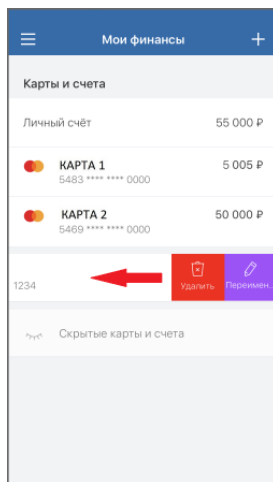 Мои финансы
Карты и счета
Личный счёт 55 000 ₽
КАРТА 1 5 005 ₽
5483 **** **** 0000
КАРТА 2 50 000 ₽
5469 **** **** 0000
1234 Удалить Переимен..
Скрытые карты и счета